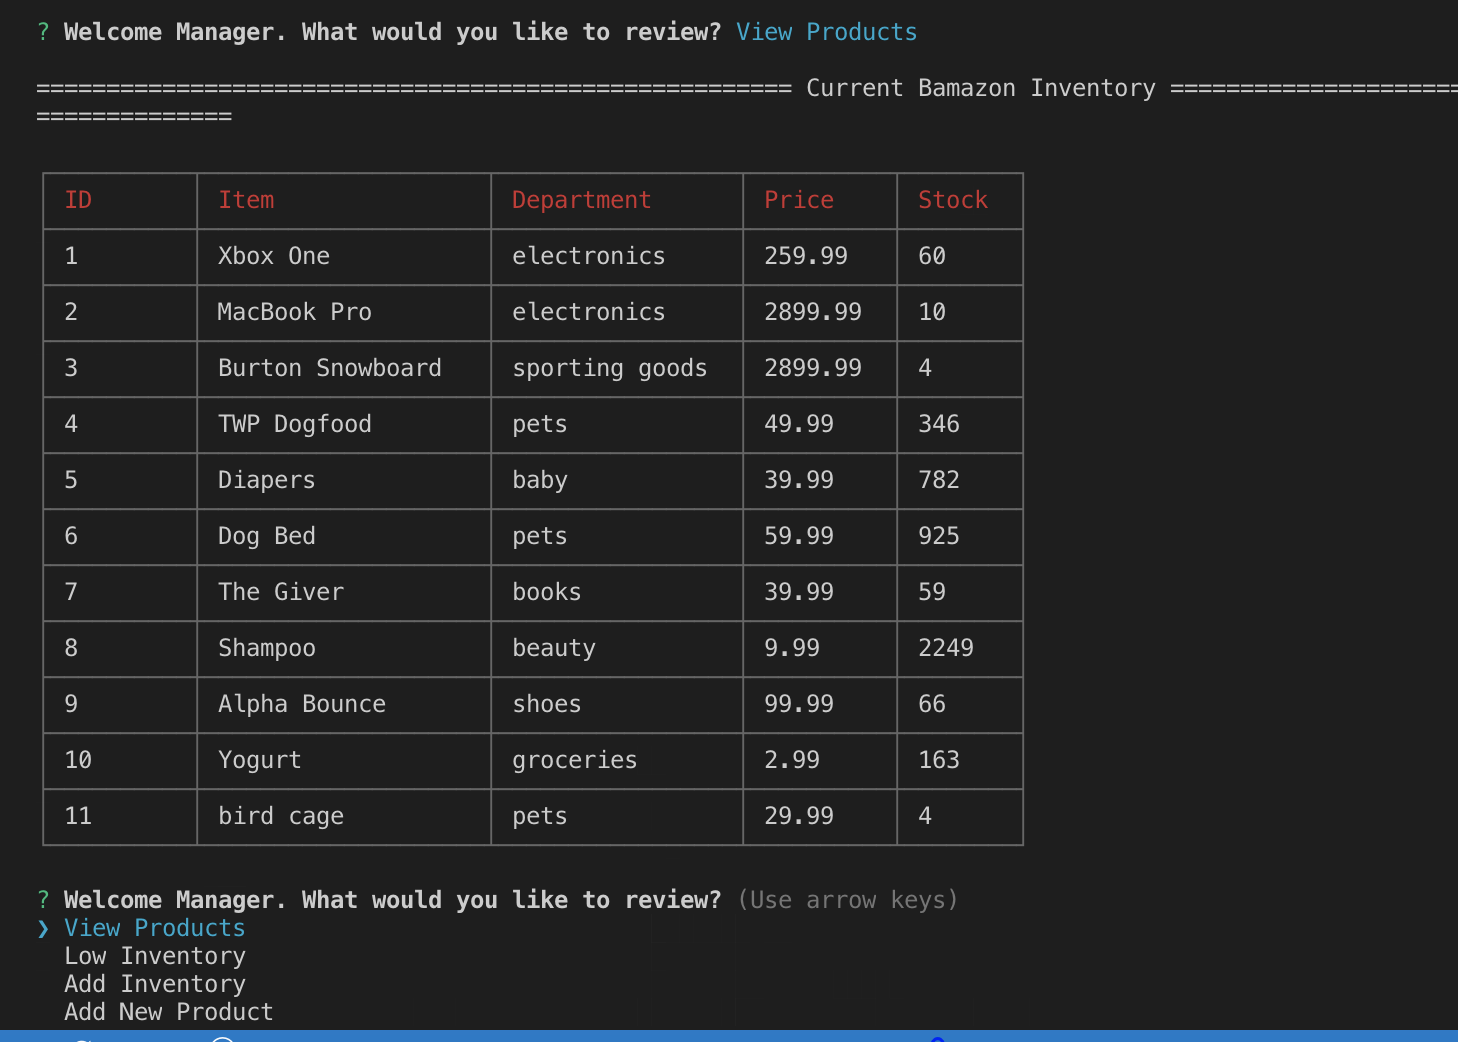 ? Welcome Manager. What would you like to review? View Products
====================================================== Current Bamazon Inventory =====================
==============
ID Item Department Price Stock
1 Xbox One electronics 259.99 60
2 MacBook Pro electronics 2899.99 10
3 Burton Snowboard sporting goods 2899.99 4
4 TWP Dogfood pets 49.99 346
5 Diapers baby 39.99 782
6 Dog Bed pets 59.99 925
7 The Giver books 39.99 59
8 Shampoo beauty 9.99 2249
9 Alpha Bounce shoes 99.99 66
10 Yogurt groceries 2.99 163
11 bird cage pets 29.99 4
? Welcome Manager. What would you like to review? (Use arrow keys)
❯ View Products
Low Inventory
Add Inventory
Add New Product